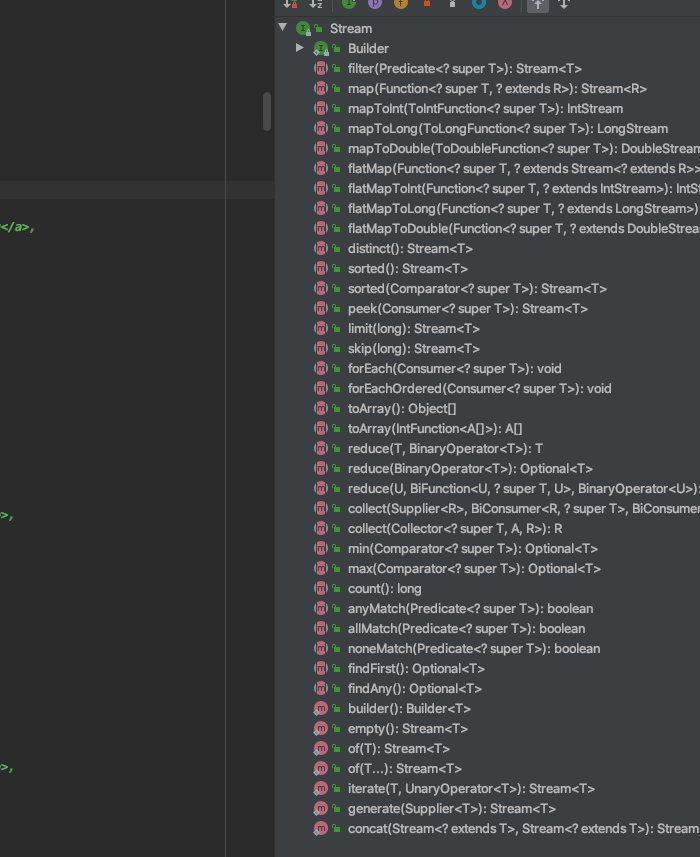 Stream
Builder
filter(Predicate<? super T>): Stream<T>
map(Function<? super T, ? extends R>): Stream<R>
mapToInt(ToIntFunction<? super T>): IntStream
mapToLong(ToLongFunction<? super T>): LongStream
mapToDouble(ToDoubleFunction<? super T>): DoubleStream
flatMap(Function<? super T, ? extends Stream<? extends R>>
flatMapToInt(Function<? super T, ? extends IntStream>): IntS
</a>,
flatMapToLong(Function<? super T, ? extends LongStream>)
flatMapToDouble(Function<? super T, ? extends DoubleStrea
distinct(): Stream<T>
sorted(): Stream<T>
sorted(Comparator<? super T>): Stream<T>
peek(Consumer<? super T>): Stream<T>
limit(long): Stream<T>
skip(long): Stream<T>
forEach(Consumer<? super T>): void
forEachOrdered(Consumer<? super T>): void
toArray(): Object[]
toArray(IntFunction<A[]>): A[]
reduce(T, BinaryOperator<T>): T
reduce(BinaryOperator<T>): Optional<T>
reduce(U, BiFunction<U, ? super T, U>, BinaryOperator<U>):
collect(Supplier<R>, BiConsumer<R, ? super T>, BiConsumer
>,
collect(Collector<? super T, A, R>): R
min(Comparator<? super T>): Optional<T>
max(Comparator<? super T>): Optional<T>
count(): long
anyMatch(Predicate<? super T>): boolean
allMatch(Predicate<? super T>): boolean
noneMatch(Predicate<? super T>): boolean
findFirst(): Optional<T>
findAny(): Optional<T>
builder(): Builder<T>
empty(): Stream<T>
of(T): Stream<T>
>,
of(T...): Stream<T>
iterate(T, UnaryOperator<T>): Stream<T>
generate(Supplier<T>): Stream<T>
concat(Stream<? extends T>, Stream<? extends T>): Stream